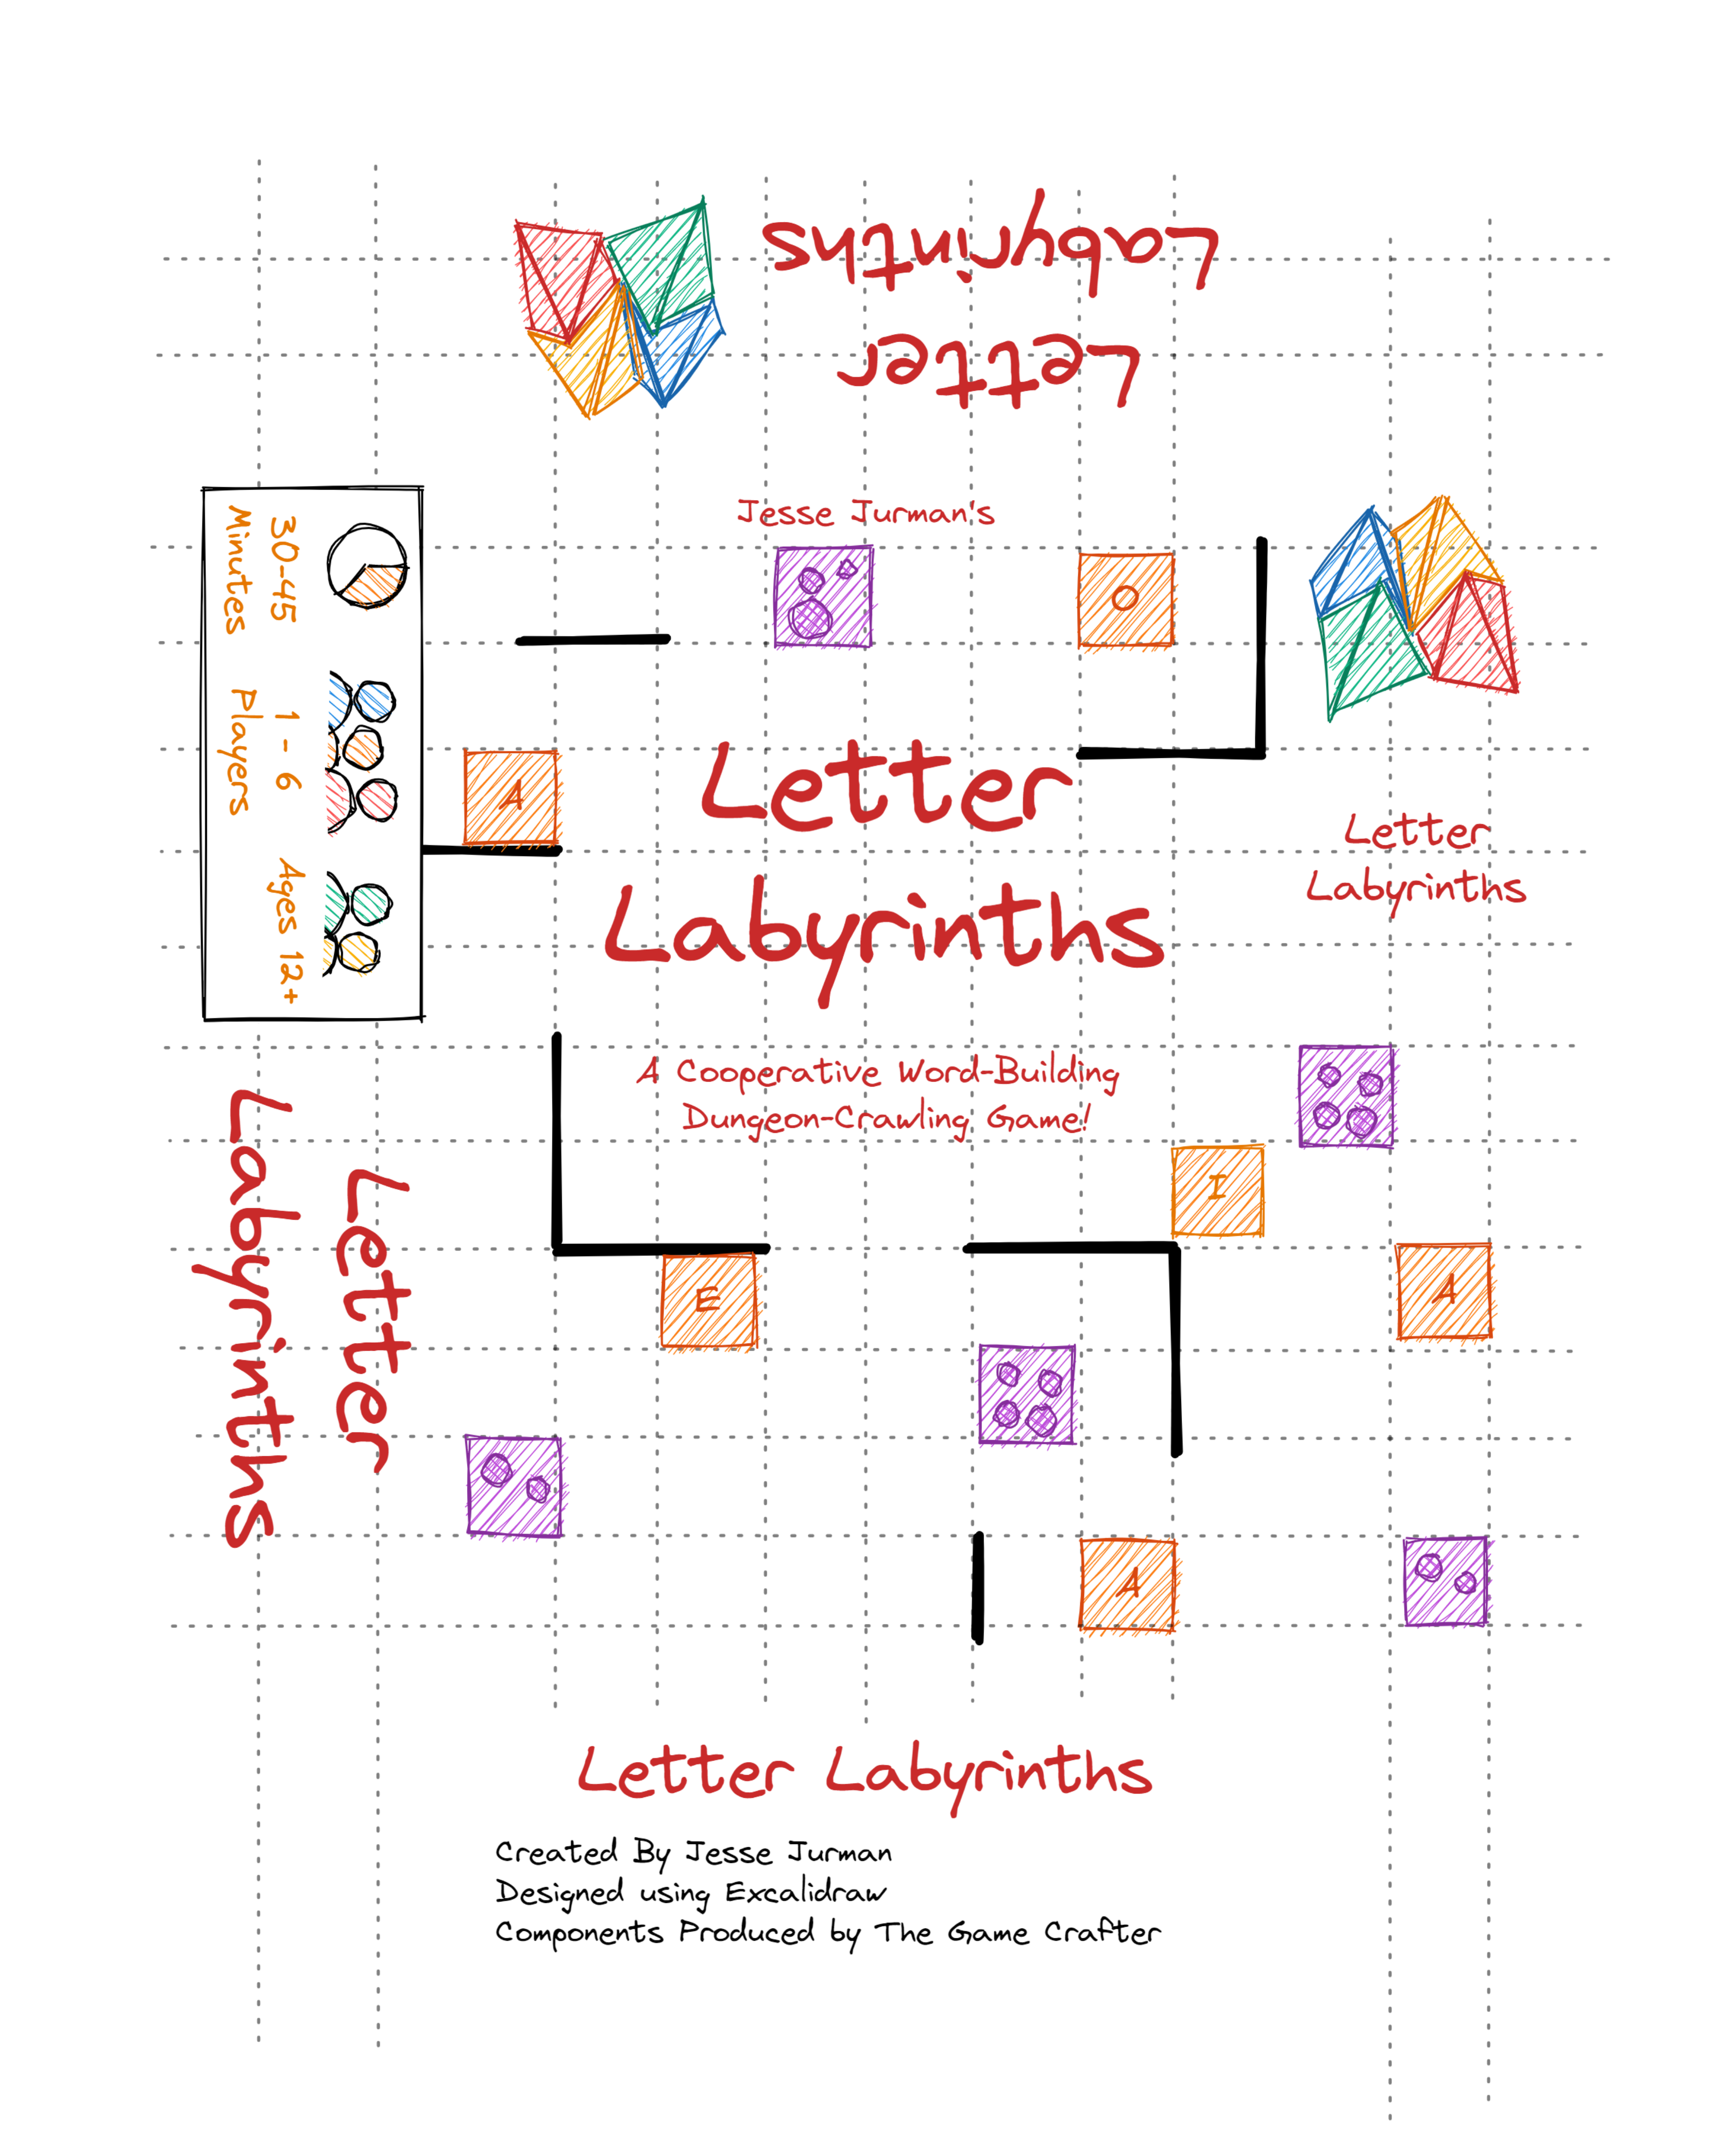 Letter
Labyrinths
Jesse Jurman's
O
30-45
Minutes
1 - 6
Players
Ages 12+
A
Letter
Labyrinths
Letter
Labyrinths
A Cooperative Word-Building
Dungeon-Crawling Game!
I
A
E
Letter
Labyrinths
A
Letter Labyrinths
Created By Jesse Jurman
Designed using Excalidraw
Components Produced by The Game Crafter